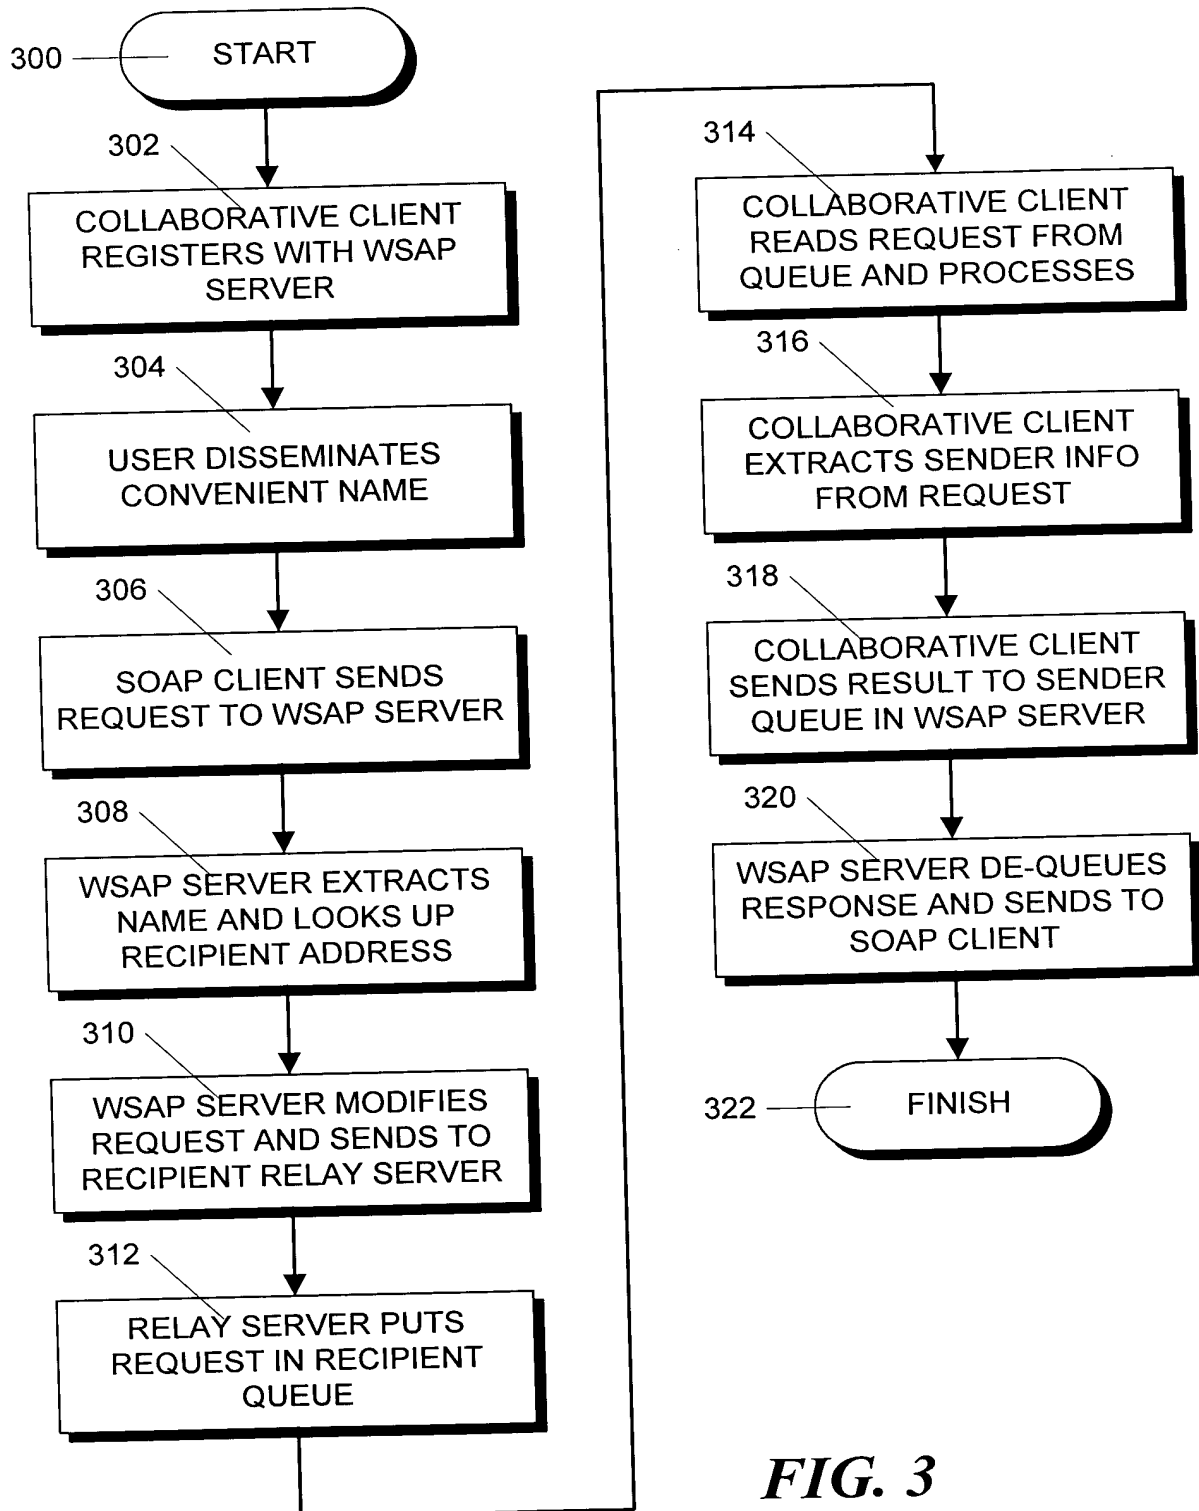 300
START
302
COLLABORATIVE CLIENT
REGISTERS WITH WSAP
SERVER
304
USER DISSEMINATES
CONVENIENT NAME
306
SOAP CLIENT SENDS
REQUEST TO WSAP SERVER
308
WSAP SERVER EXTRACTS
NAME AND LOOKS UP
RECIPIENT ADDRESS
310
WSAP SERVER MODIFIES
REQUEST AND SENDS TO
RECIPIENT RELAY SERVER
312
RELAY SERVER PUTS
REQUEST IN RECIPIENT
QUEUE
314
COLLABORATIVE CLIENT
READS REQUEST FROM
QUEUE AND PROCESSES
316
COLLABORATIVE CLIENT
EXTRACTS SENDER INFO
FROM REQUEST
318
COLLABORATIVE CLIENT
SENDS RESULT TO SENDER
QUEUE IN WSAP SERVER
320
WSAP SERVER DE-QUEUES
RESPONSE AND SENDS TO
SOAP CLIENT
322
FINISH
FIG. 3